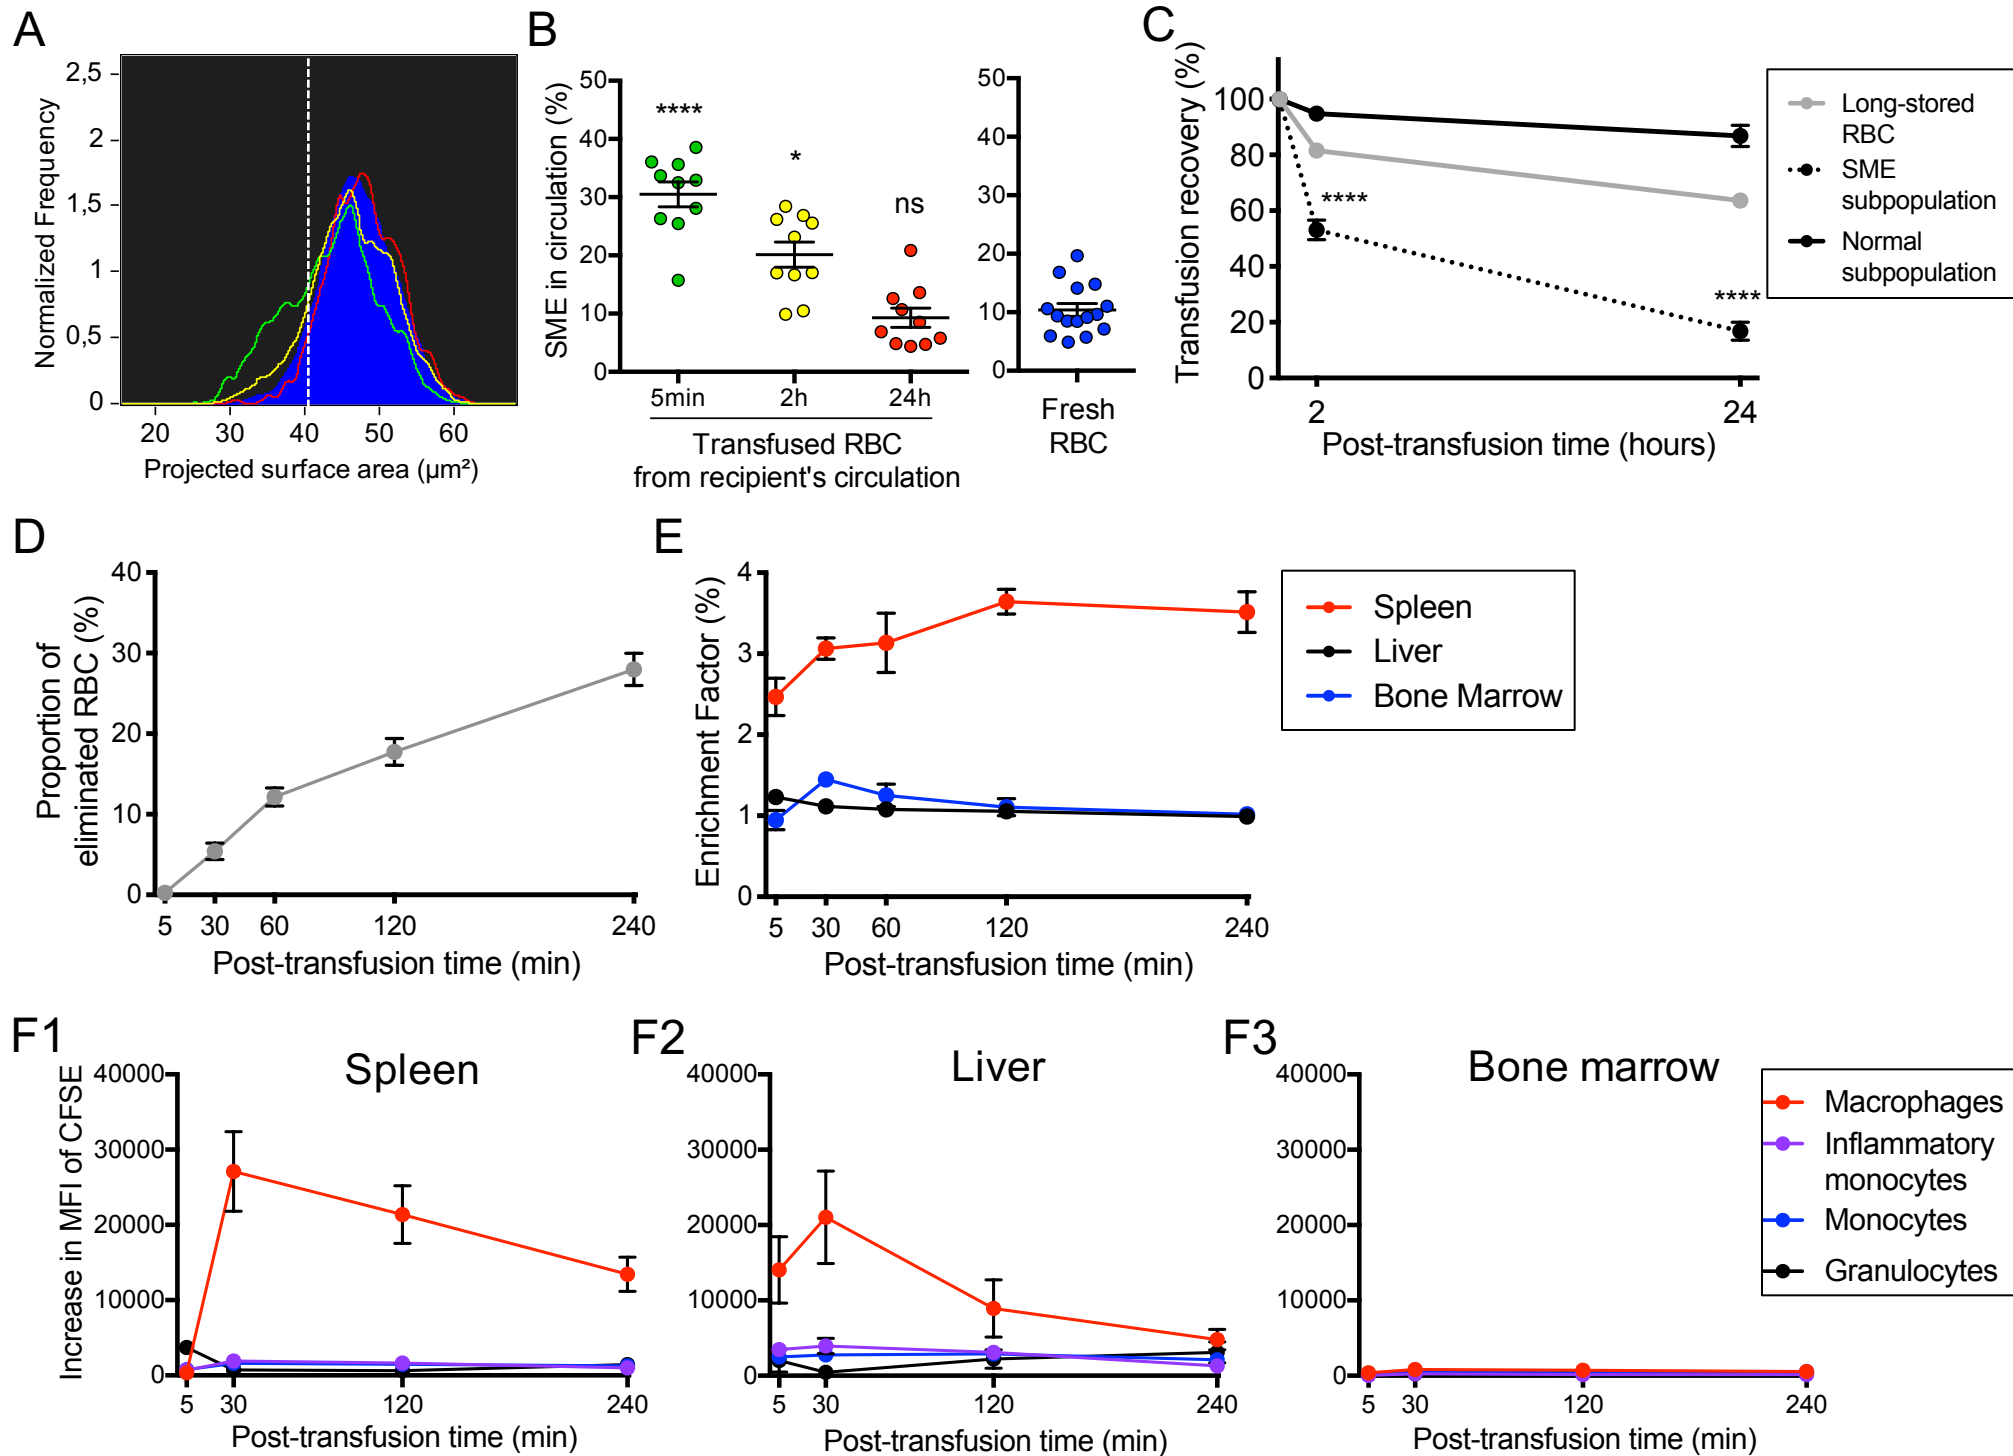 A
2,5
2
1,5
1
0,5
0
Normalized Frequency
20 30 40 50 60
Projected surface area (µm²)
B
SME in circulation (%)
50
40
30
20
10
0
****
*
ns
5min 2h 24h
Transfused RBC
from recipient's circulation
50
40
30
20
10
0
Fresh
RBC
C
Transfusion recovery (%)
100
80
60
40
20
0
****
****
2 24
Post-transfusion time (hours)
Long-stored
RBC
SME
subpopulation
Normal
subpopulation
D
Proportion of
eliminated RBC (%)
40
30
20
10
0
5 30 60 120 240
Post-transfusion time (min)
E
Enrichment Factor (%)
4
3
2
1
0
5 30 60 120 240
Post-transfusion time (min)
Spleen
Liver
Bone Marrow
F1
Spleen
Increase in MFI of CFSE
40000
30000
20000
10000
0
5 30 120 240
Post-transfusion time (min)
F2
Liver
40000
30000
20000
10000
0
5 30 120 240
Post-transfusion time (min)
F3
Bone marrow
40000
30000
20000
10000
0
5 30 120 240
Post-transfusion time (min)
Macrophages
Inflammatory
monocytes
Monocytes
Granulocytes